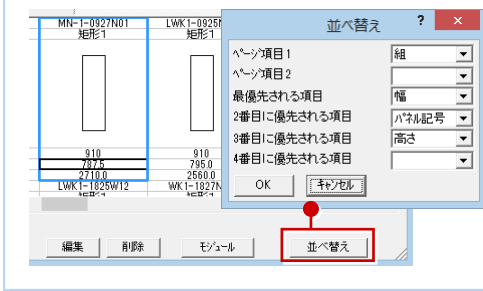 MN-1-0927N01 LWK1-0925
矩形1 矩形1
910 910
787.5 795.0
2710.0 2560.0
LWK1-1825W12 WK1-1827N
編集 削除 モジュール 並べ替え
並べ替え ? ×
ページ項目1 組
ページ項目2
最優先される項目 幅
2番目に優先される項目 パネル記号
3番目に優先される項目 高さ
4番目に優先される項目
OK キャンセル